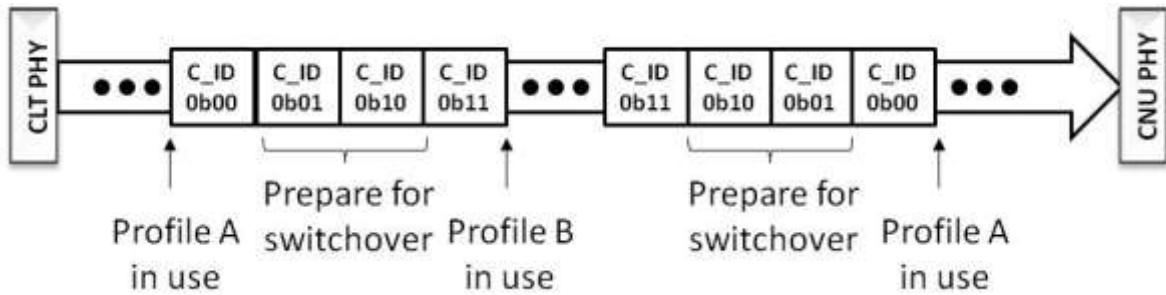 CLT PHY
C_ID
0b00
C_ID
0b01
C_ID
0b10
C_ID
0b11
C_ID
0b11
C_ID
0b10
C_ID
0b01
C_ID
0b00
CNU PHY
Profile A
in use
Prepare for
switchover
Profile B
in use
Prepare for
switchover
Profile A
in use